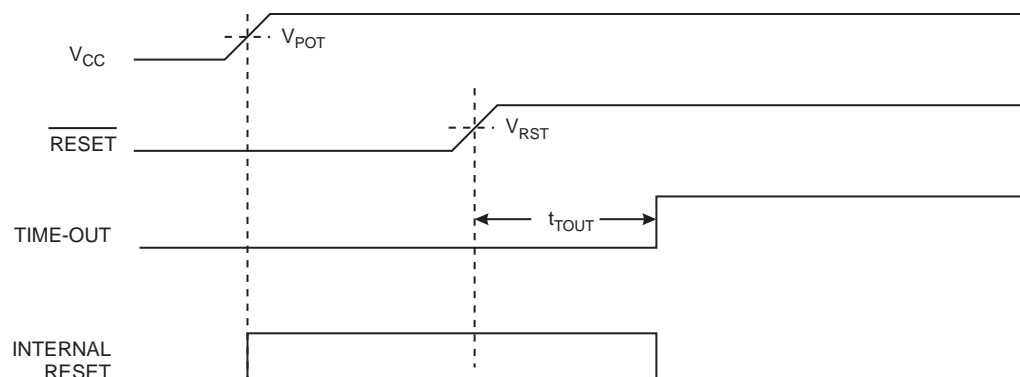 V_CC
V_POT
RESET
V_RST
TIME-OUT
t_TOUT
INTERNAL
RESET